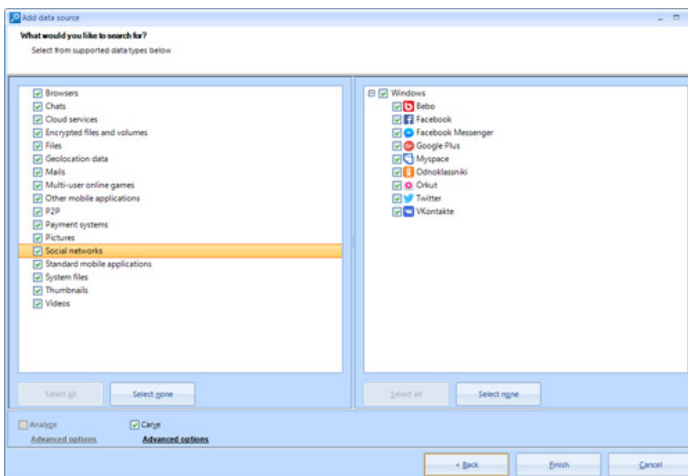 Add data source
What would you like to search for?
Select from supported data types below
Browsers
Chats
Cloud services
Encrypted files and volumes
Files
Geolocation data
Mails
Multi-user online games
Other mobile applications
P2P
Payment systems
Pictures
Social networks
Standard mobile applications
System files
Thumbnails
Videos
Windows
Bebo
Facebook
Facebook Messenger
Google Plus
Myspace
Odnoklassniki
Orkut
Twitter
VKontakte
Select all Select none
Select all Select none
Analyze Carve
Advanced options Advanced options
< Back Finish Cancel